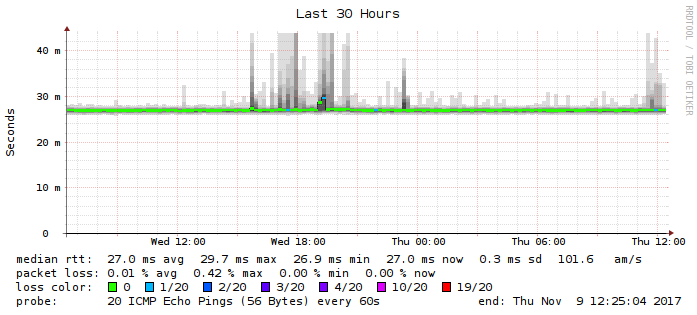 Last 30 Hours
RRDTOOL / TOBI OETIKER
Seconds
40 m
30 m
20 m
10 m
0
Wed 12:00 Wed 18:00 Thu 00:00 Thu 06:00 Thu 12:00
median rtt: 27.0 ms avg 29.7 ms max 26.9 ms min 27.0 ms now 0.3 ms sd 101.6 am/s
packet loss: 0.01 % avg 0.42 % max 0.00 % min 0.00 % now
loss color: 0 1/20 2/20 3/20 4/20 10/20 19/20
probe: 20 ICMP Echo Pings (56 Bytes) every 60s end: Thu Nov 9 12:25:04 2017